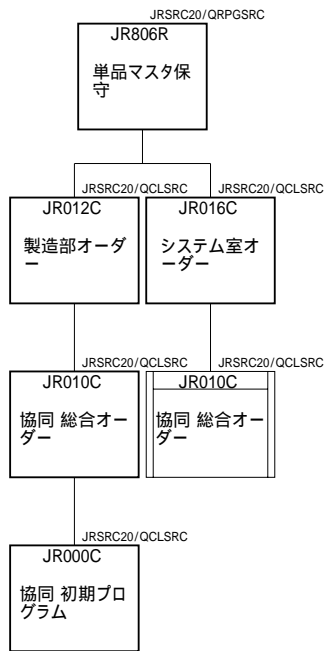 JRSRC20/QRPGSRC
JR806R
単品マスタ保
守
JRSRC20/QCLSRC
JR012C
製造部オーダ
ー
JRSRC20/QCLSRC
JR016C
システム室オ
ーダー
JRSRC20/QCLSRC
JR010C
協同 総合オー
ダー
JRSRC20/QCLSRC
JR010C
協同 総合オー
ダー
JRSRC20/QCLSRC
JR000C
協同 初期プロ
グラム